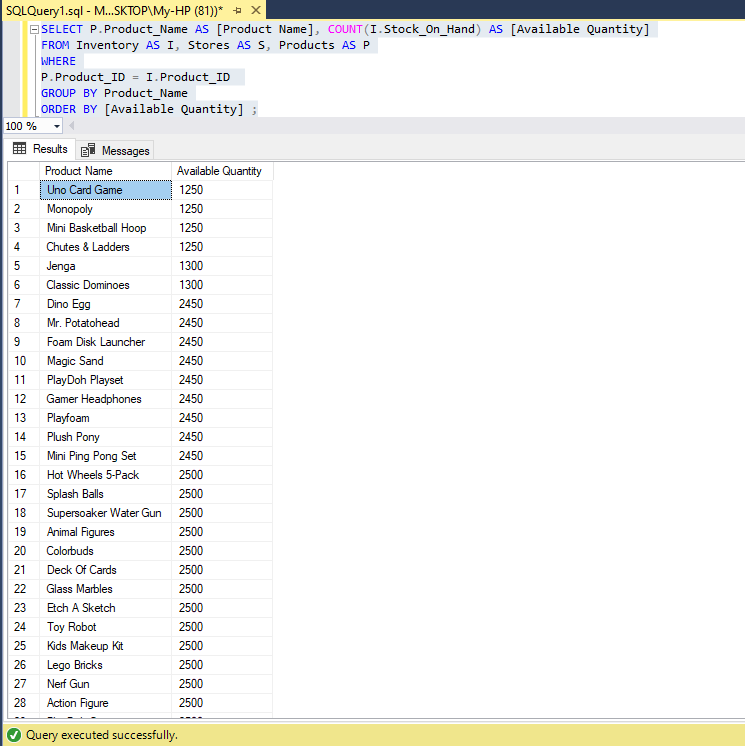 SQLQuery1.sql - M...SKTOP\My-HP (81))*
SELECT P.Product_Name AS [Product Name], COUNT(I.Stock_On_Hand) AS [Available Quantity]
FROM Inventory AS I, Stores AS S, Products AS P
WHERE
P.Product_ID = I.Product_ID
GROUP BY Product_Name
ORDER BY [Available Quantity] ;
100 %
Results Messages
Product Name Available Quantity
1 Uno Card Game 1250
2 Monopoly 1250
3 Mini Basketball Hoop 1250
4 Chutes & Ladders 1250
5 Jenga 1300
6 Classic Dominoes 1300
7 Dino Egg 2450
8 Mr. Potatohead 2450
9 Foam Disk Launcher 2450
10 Magic Sand 2450
11 PlayDoh Playset 2450
12 Gamer Headphones 2450
13 Playfoam 2450
14 Plush Pony 2450
15 Mini Ping Pong Set 2450
16 Hot Wheels 5-Pack 2500
17 Splash Balls 2500
18 Supersoaker Water Gun 2500
19 Animal Figures 2500
20 Colorbuds 2500
21 Deck Of Cards 2500
22 Glass Marbles 2500
23 Etch A Sketch 2500
24 Toy Robot 2500
25 Kids Makeup Kit 2500
26 Lego Bricks 2500
27 Nerf Gun 2500
28 Action Figure 2500
Query executed successfully.